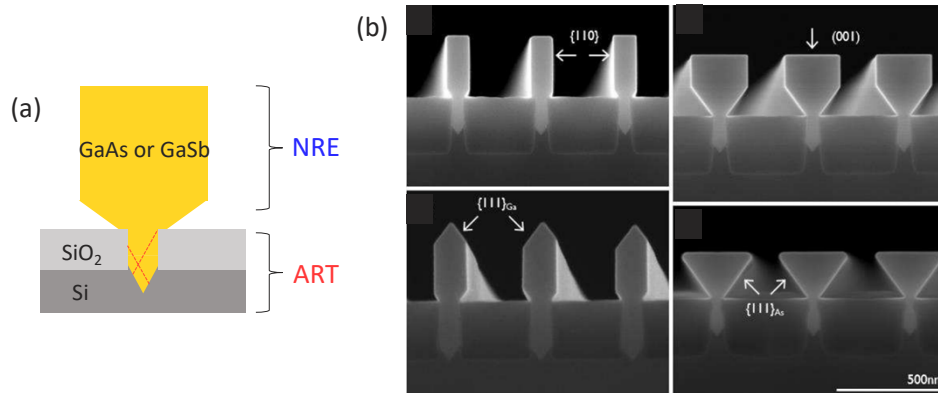 (a)
GaAs or GaSb
NRE
SiO₂
Si
ART
(b)
{110}
(001)
{111}Ga
{111}As
500nm